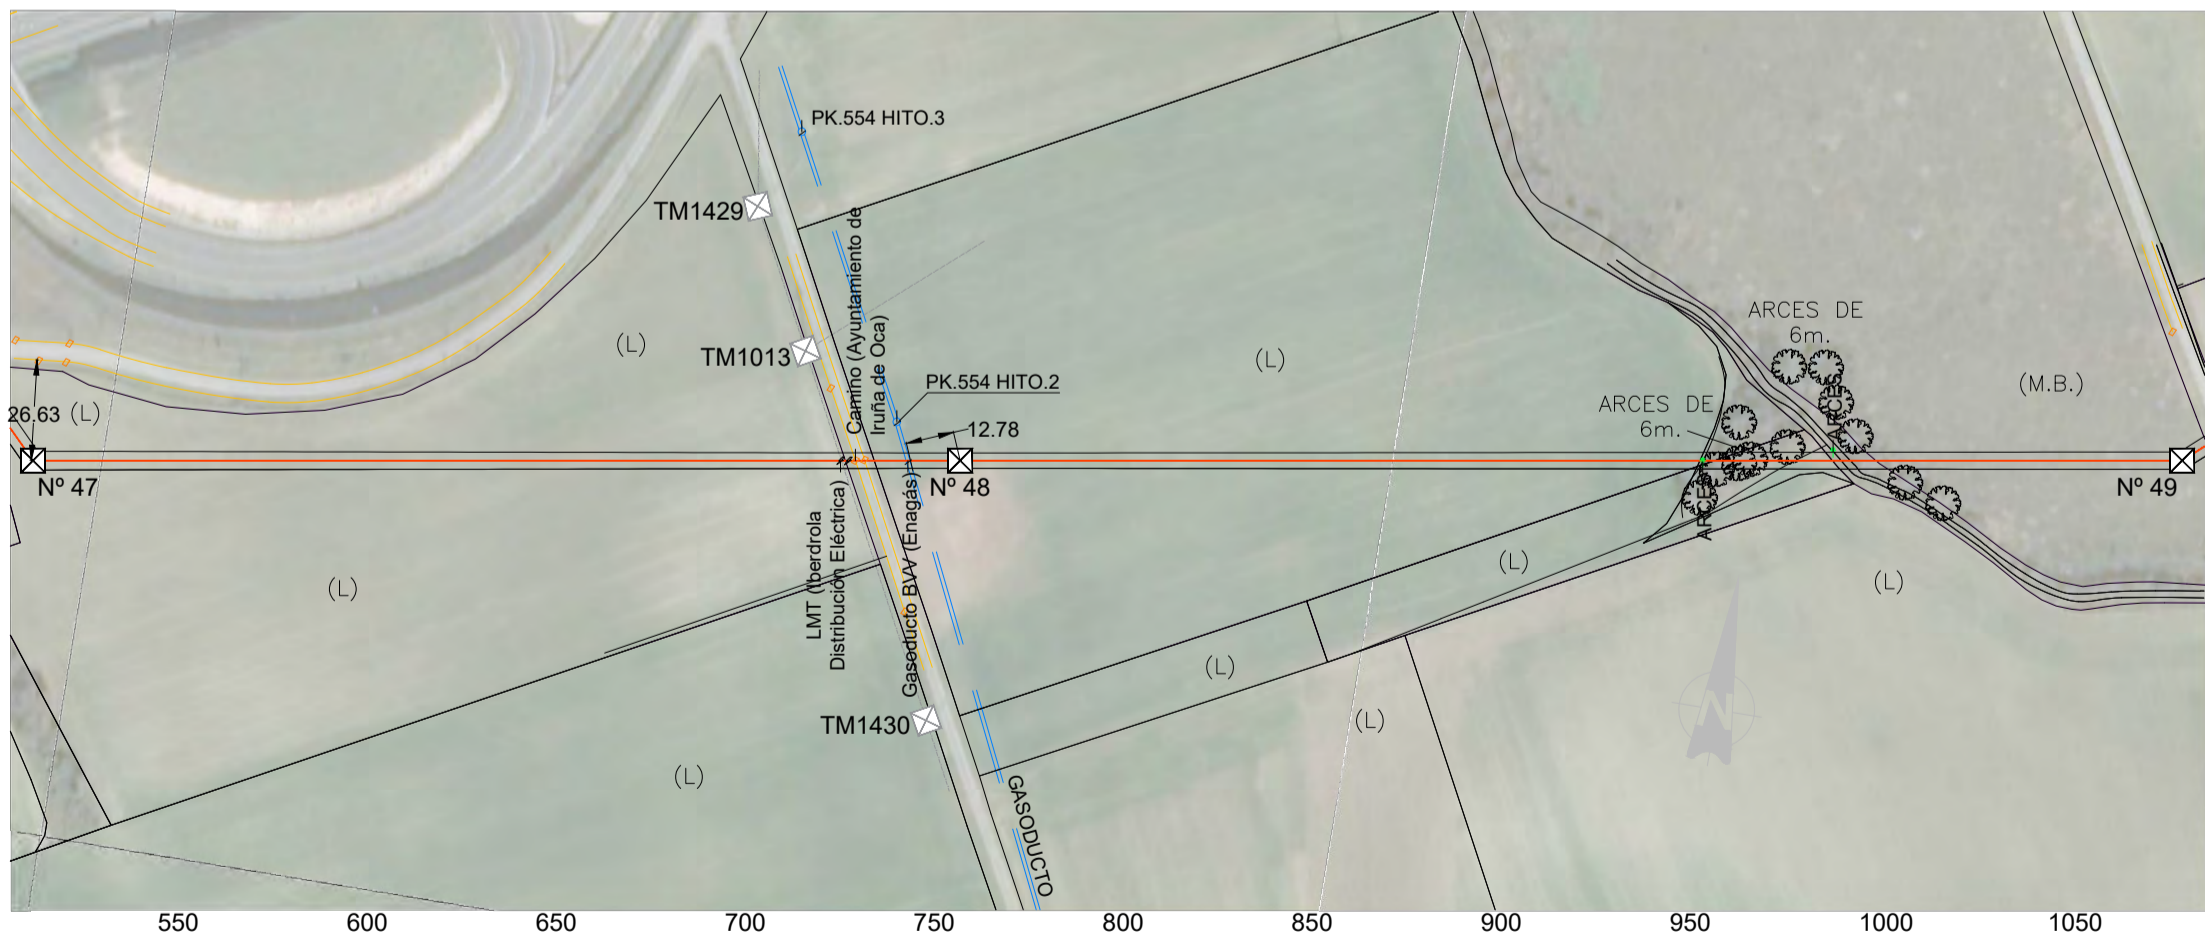 PK.554 HITO.3
TM1429
Camino (Ayuntamiento de
Iruña de Oca)
ARCES DE
6m.
(L)
TM1013
(L)
PK.554 HITO.2
(M.B.)
ARCES
26.63
(L)
12.78
ARCES DE
6m.
Nº 47
Nº 48
Nº 49
ARCES
LMT (Iberdrola
Distribución Eléctrica)
Gasoducto BVV (Enagás)
(L)
(L)
(L)
(L)
(L)
TM1430
(L)
GASODUCTO
N
550
600
650
700
750
800
850
900
950
1000
1050